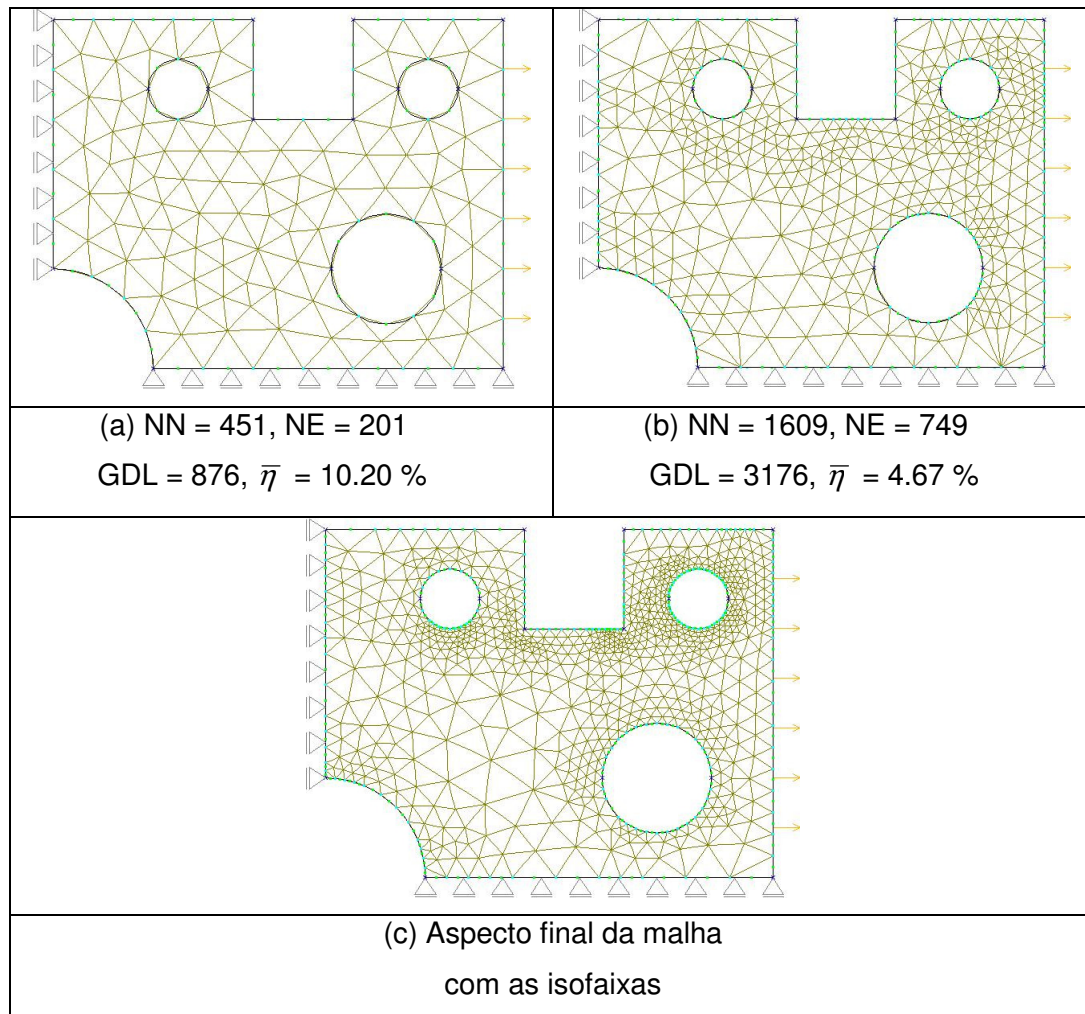 (a) NN = 451, NE = 201
GDL = 876, η̅ = 10.20 %
(b) NN = 1609, NE = 749
GDL = 3176, η̅ = 4.67 %
(c) Aspecto final da malha
com as isofaixas